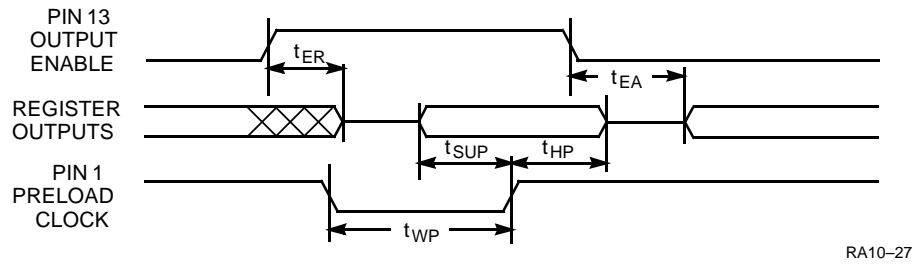 PIN 13
OUTPUT
ENABLE
tER
tEA
REGISTER
OUTPUTS
tSUP
tHP
PIN 1
PRELOAD
CLOCK
tWP
RA10–27